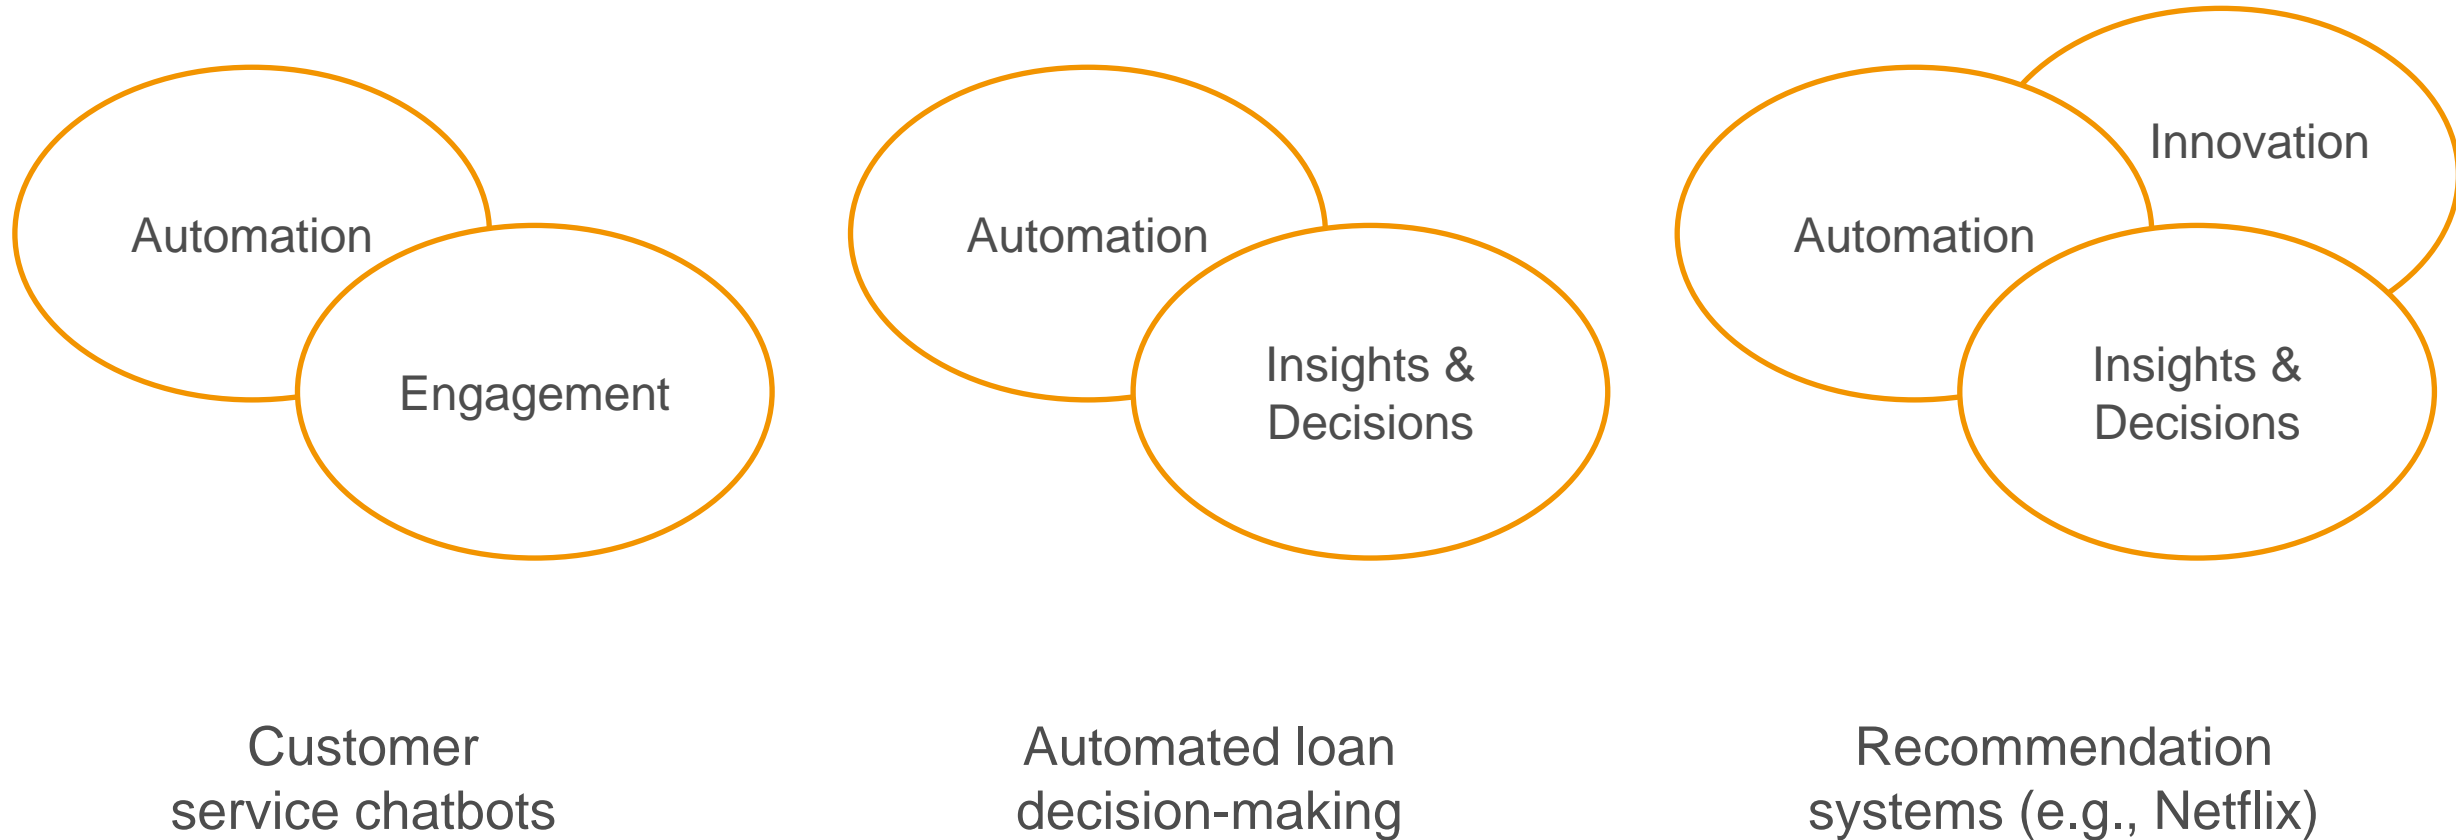 Automation
Engagement
Customer
service chatbots
Automation
Insights &
Decisions
Automated loan
decision-making
Innovation
Automation
Insights &
Decisions
Recommendation
systems (e.g., Netflix)